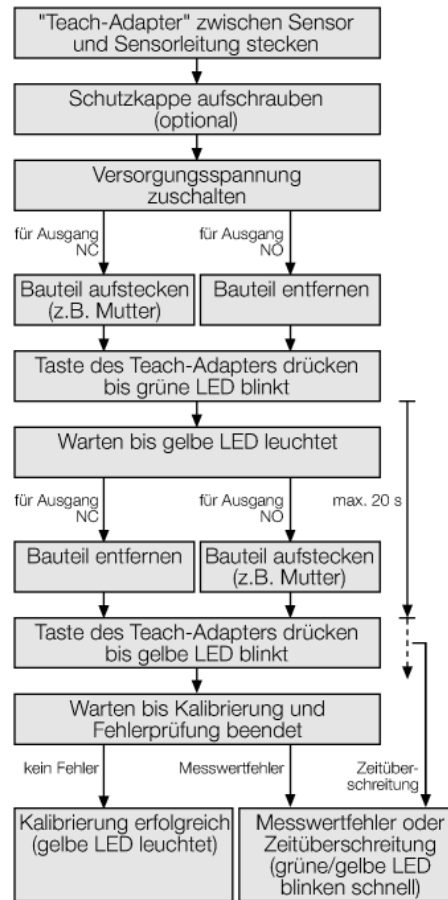 "Teach-Adapter" zwischen Sensor
und Sensorleitung stecken
Schutzkappe aufschrauben
(optional)
Versorgungsspannung
zuschalten
für Ausgang
NC
für Ausgang
NO
Bauteil aufstecken
(z.B. Mutter)
Bauteil entfernen
Taste des Teach-Adapters drücken
bis grüne LED blinkt
Warten bis gelbe LED leuchtet
für Ausgang
NC
für Ausgang
NO
max. 20 s
Bauteil entfernen
Bauteil aufstecken
(z.B. Mutter)
Taste des Teach-Adapters drücken
bis gelbe LED blinkt
Warten bis Kalibrierung und
Fehlerprüfung beendet
kein Fehler
Messwertfehler
Zeitüber-
schreitung
Kalibrierung erfolgreich
(gelbe LED leuchtet)
Messwertfehler oder
Zeitüberschreitung
(grüne/gelbe LED
blinken schnell)